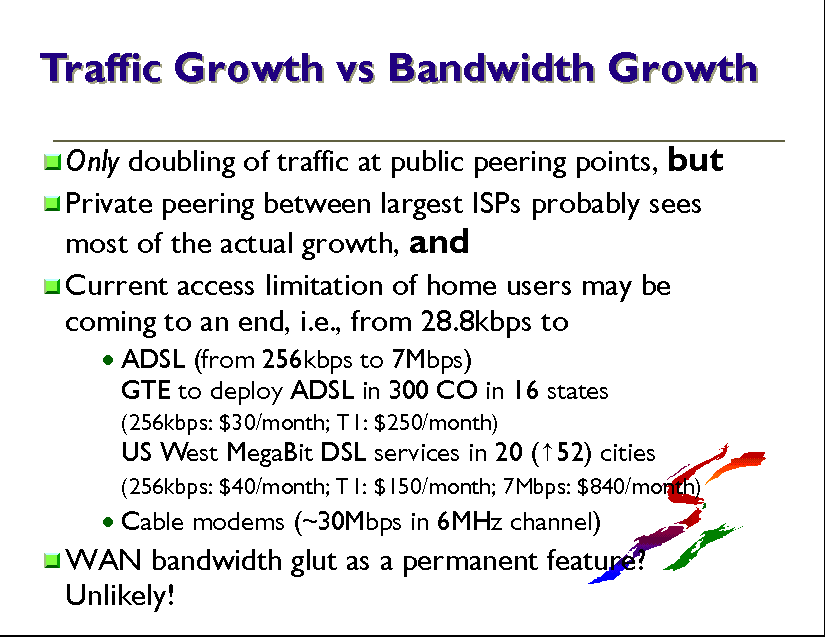 Traffic Growth vs Bandwidth Growth
Only doubling of traffic at public peering points, but
Private peering between largest ISPs probably sees
most of the actual growth, and
Current access limitation of home users may be
coming to an end, i.e., from 28.8kbps to
• ADSL (from 256kbps to 7Mbps)
GTE to deploy ADSL in 300 CO in 16 states
(256kbps: $30/month; T1: $250/month)
US West MegaBit DSL services in 20 (↑52) cities
(256kbps: $40/month; T1: $150/month; 7Mbps: $840/month)
• Cable modems (~30Mbps in 6MHz channel)
WAN bandwidth glut as a permanent feature?
Unlikely!